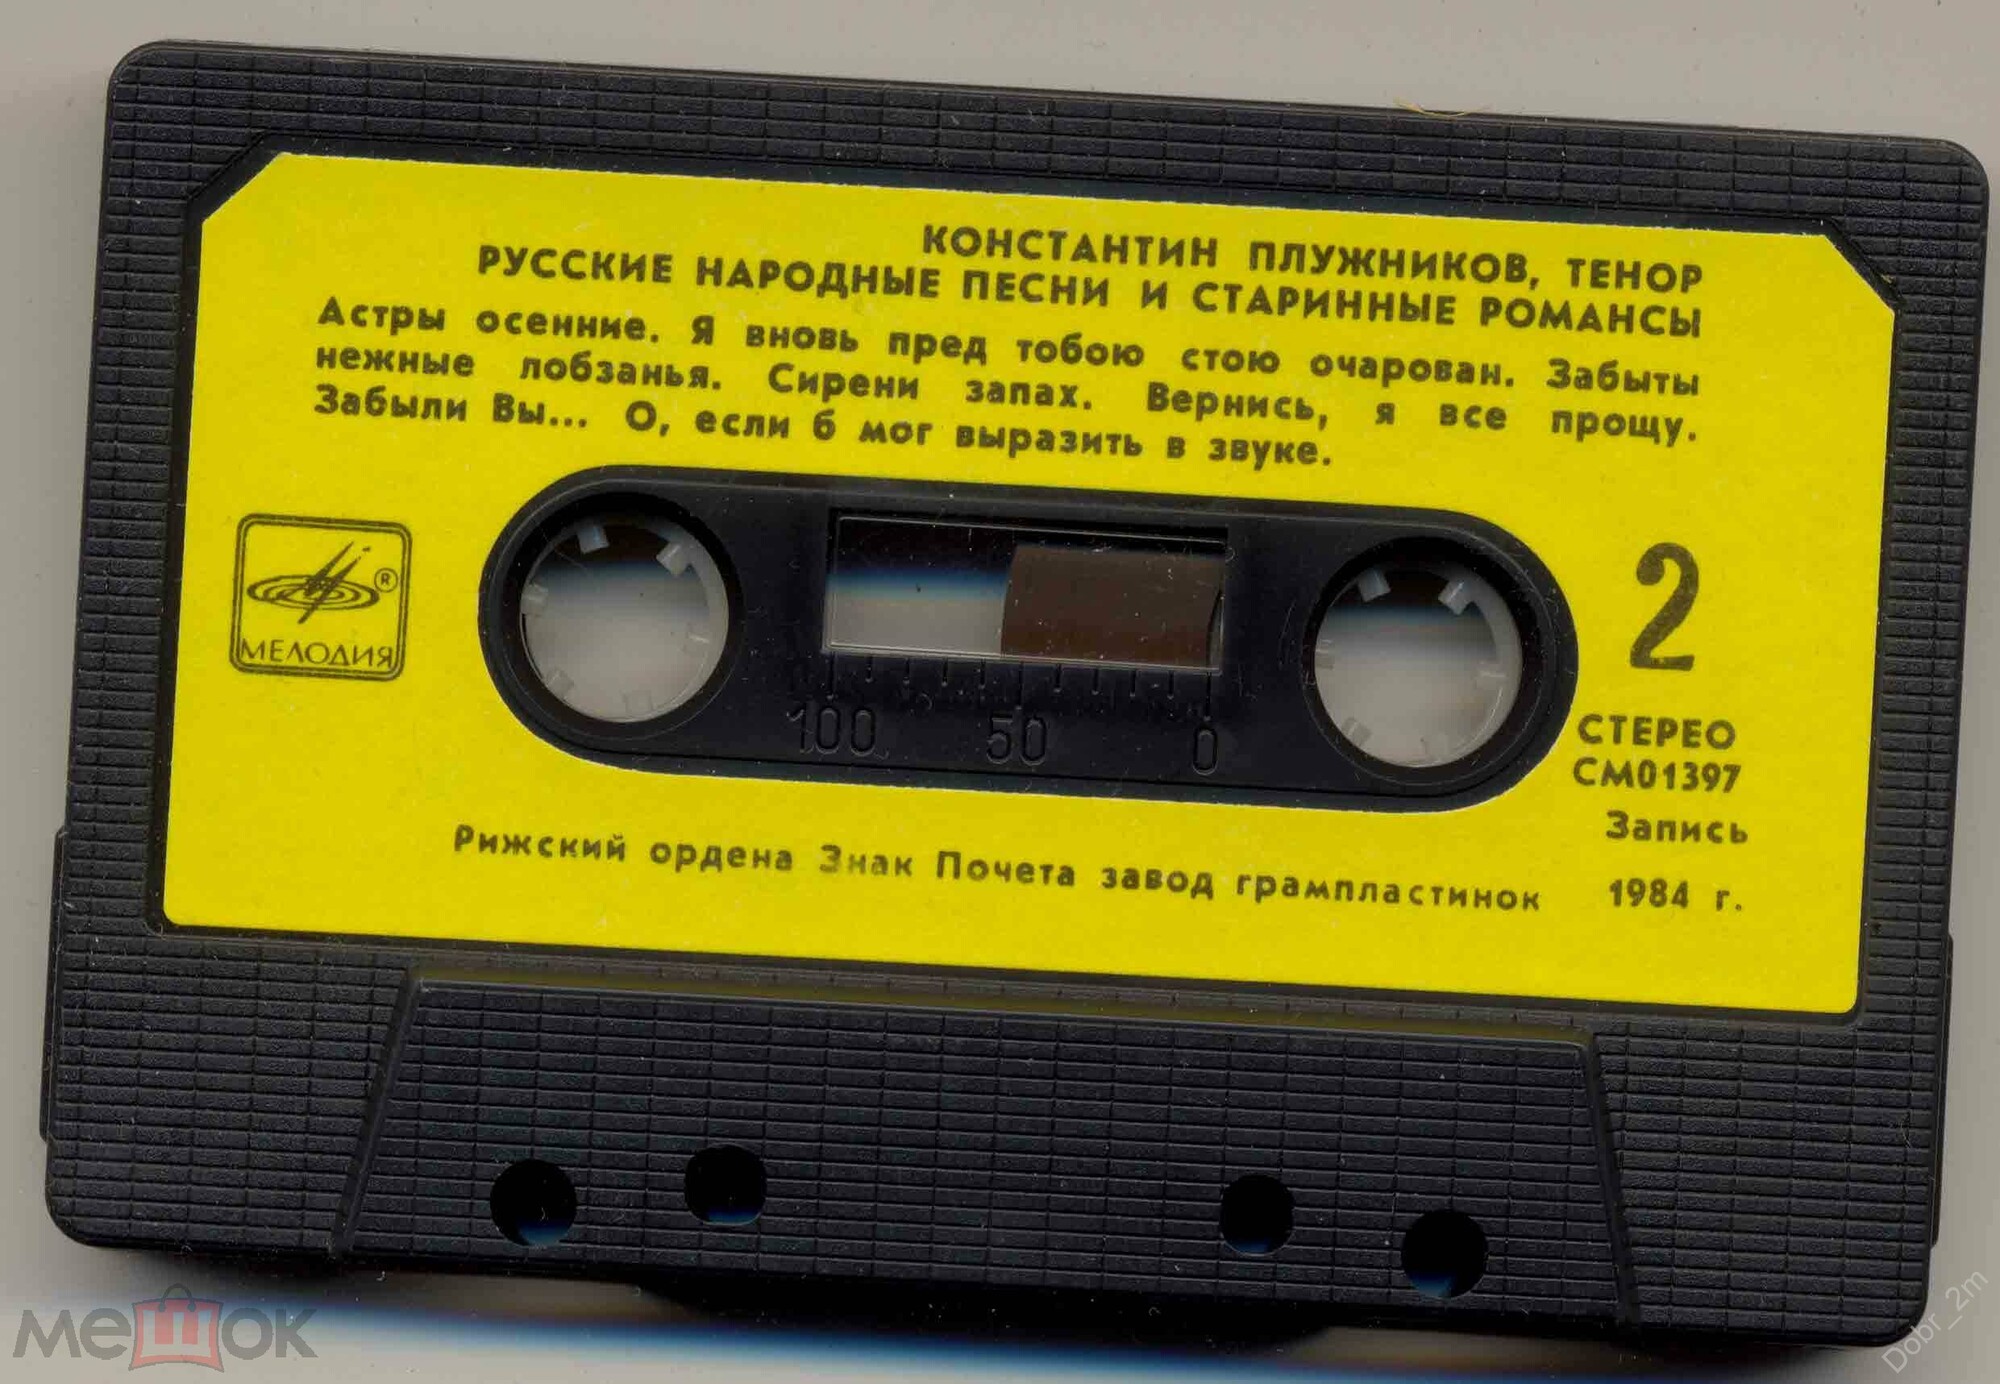 КОНСТАНТИН ПЛУЖНИКОВ, ТЕНОР
РУССКИЕ НАРОДНЫЕ ПЕСНИ И СТАРИННЫЕ РОМАНСЫ
Астры осенние. Я вновь пред тобою стою очарован. Забыты
нежные лобзанья. Сирени запах. Вернись, я все прощу.
Забыли Вы... О, если б мог выразить в звуке.
®
МЕЛОДИЯ
100 50 0
2
СТЕРЕО
СМ01397
Запись
1984 г.
Рижский ордена Знак Почета завод грампластинок
мешок
Dobr_2m